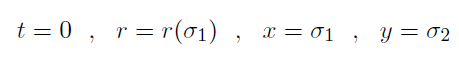 t = 0 , r = r(σ₁) , x = σ₁ , y = σ₂